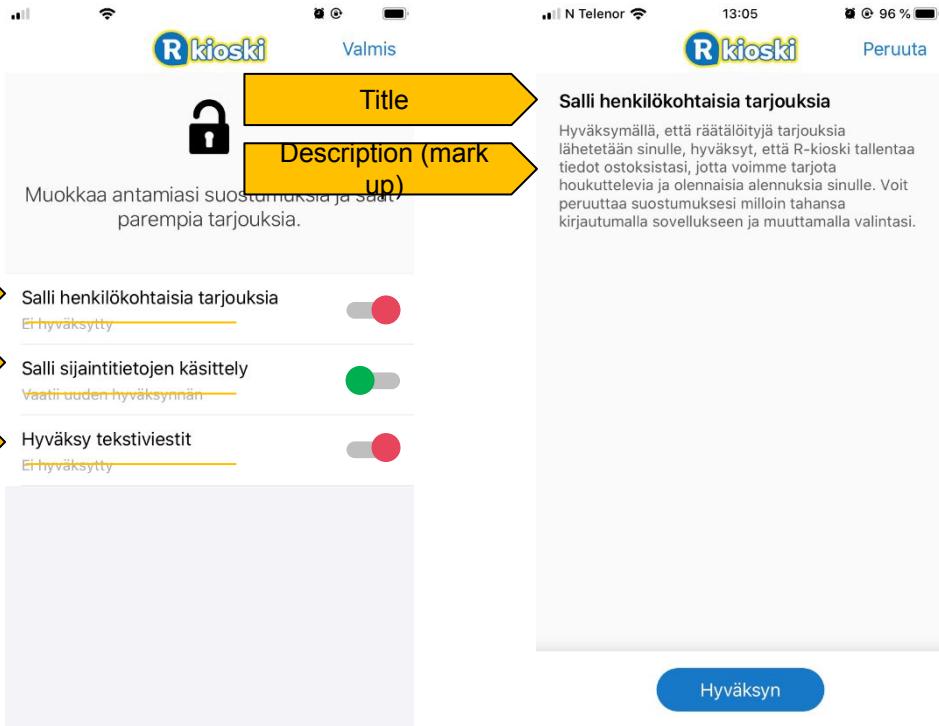 R kioski
Valmis
Title
Description (mark
up)
Muokkaa antamiasi suostumuksia ja saat
parempia tarjouksia.
Salli henkilökohtaisia tarjouksia
Ei hyväksytty
Salli sijaintitietojen käsittely
Vaatii uuden hyväksynnän
Hyväksy tekstiviestit
Ei hyväksytty
N Telenor 13:05 96 %
R kioski
Peruuta
Salli henkilökohtaisia tarjouksia
Hyväksymällä, että räätälöityjä tarjouksia
lähetetään sinulle, hyväksyt, että R-kioski tallentaa
tiedot ostoksistasi, jotta voimme tarjota
houkuttelevia ja olennaisia alennuksia sinulle. Voit
peruuttaa suostumuksesi milloin tahansa
kirjautumalla sovellukseen ja muuttamalla valintasi.
Hyväksyn